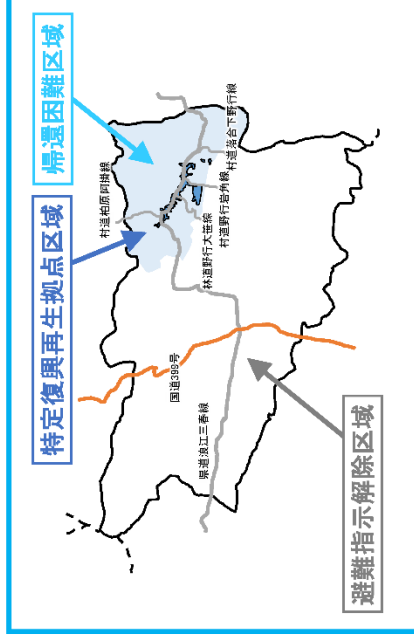 特定復興再生拠点区域
帰還困難区域
村道柏原阿掛線
村道落合下野行線
村道野行岩角線
林道野行大笹線
国道399号
県道浪江三春線
避難指示解除区域